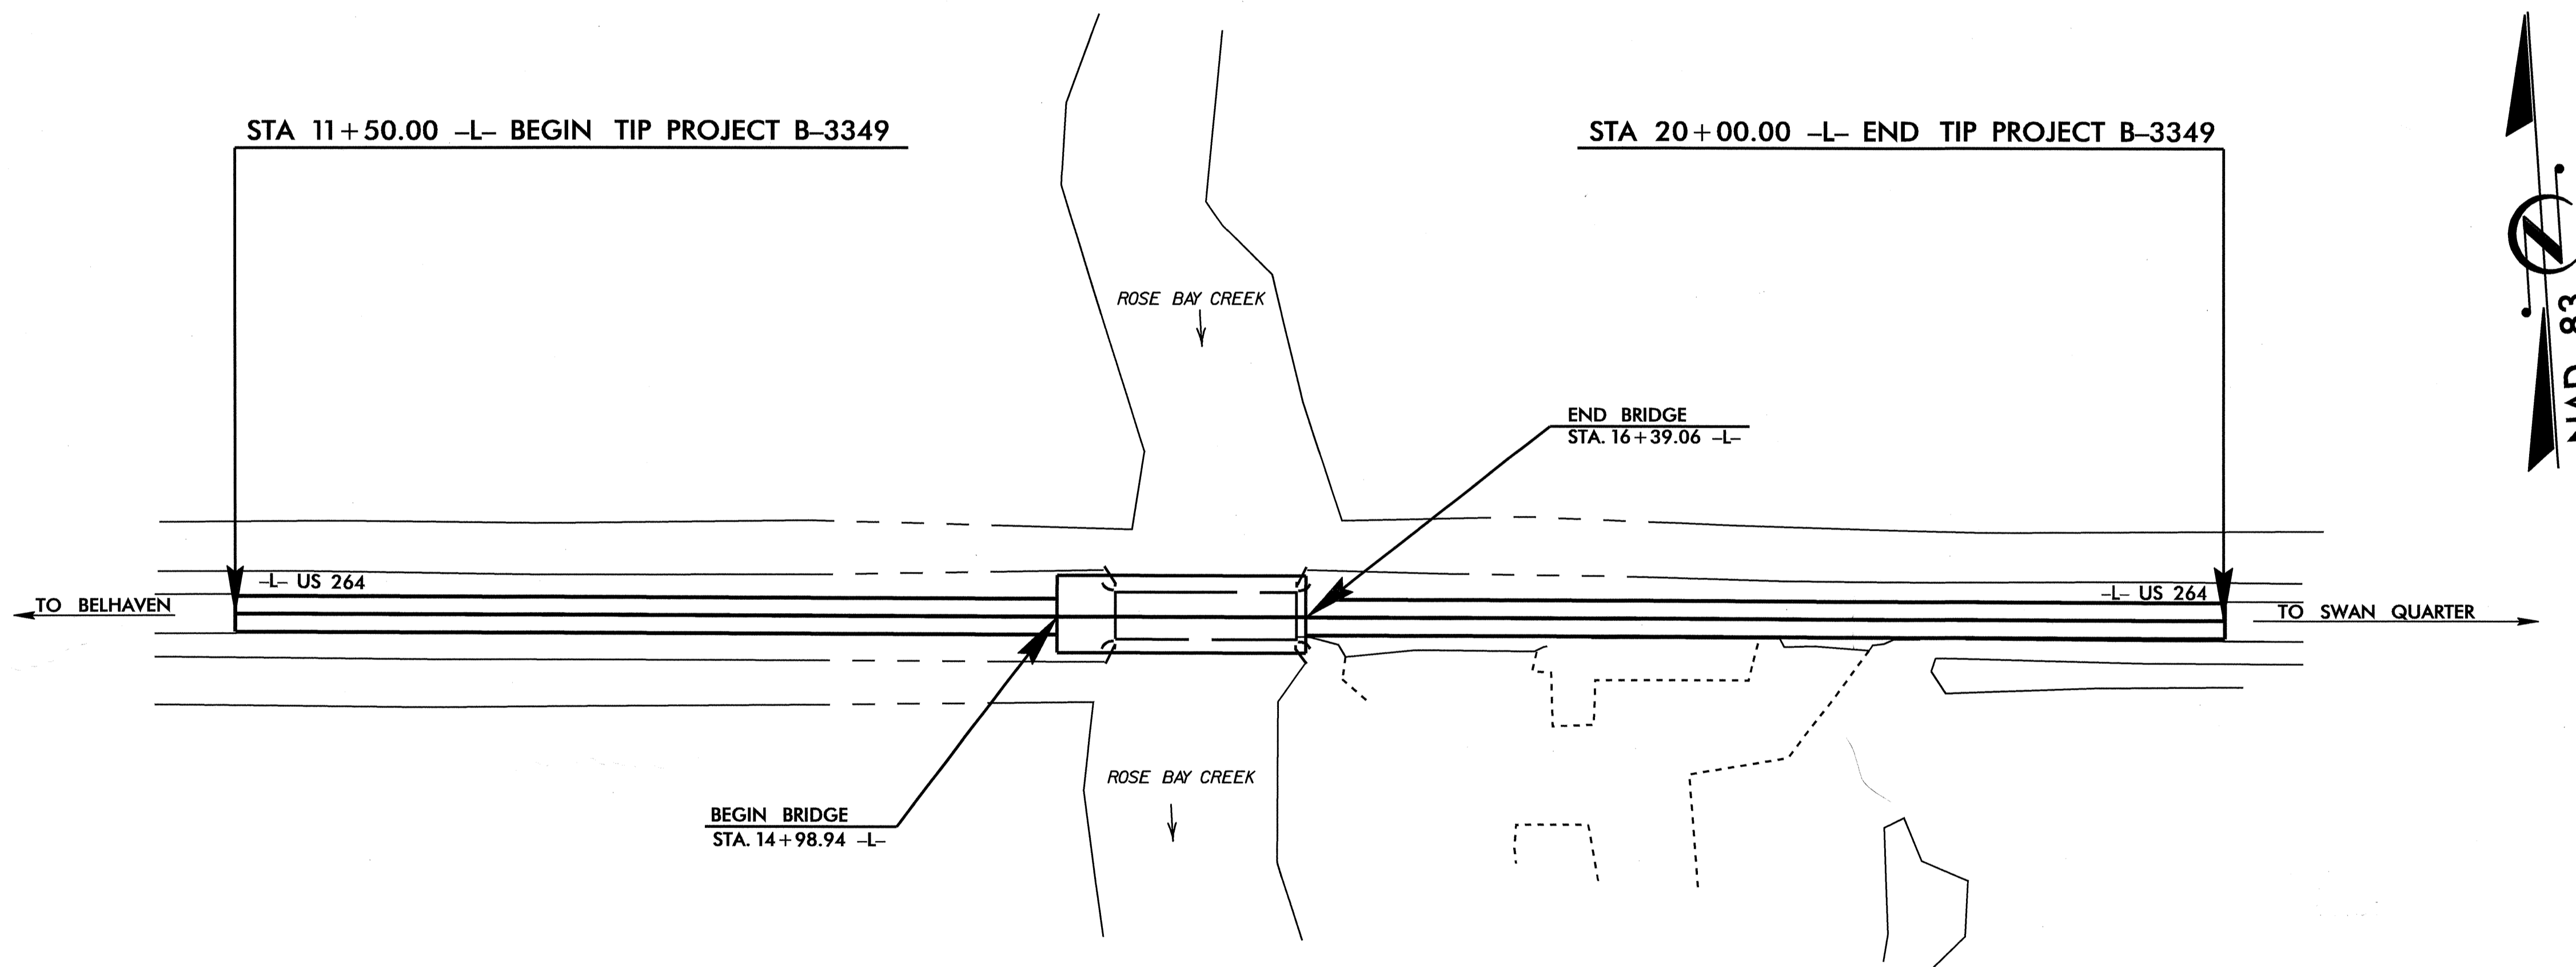 STA 11+50.00 –L– BEGIN TIP PROJECT B–3349
STA 20+00.00 –L– END TIP PROJECT B–3349
NAD 83
ROSE BAY CREEK
END BRIDGE
STA. 16+39.06 –L–
–L– US 264
–L– US 264
TO BELHAVEN
TO SWAN QUARTER
ROSE BAY CREEK
BEGIN BRIDGE
STA. 14+98.94 –L–